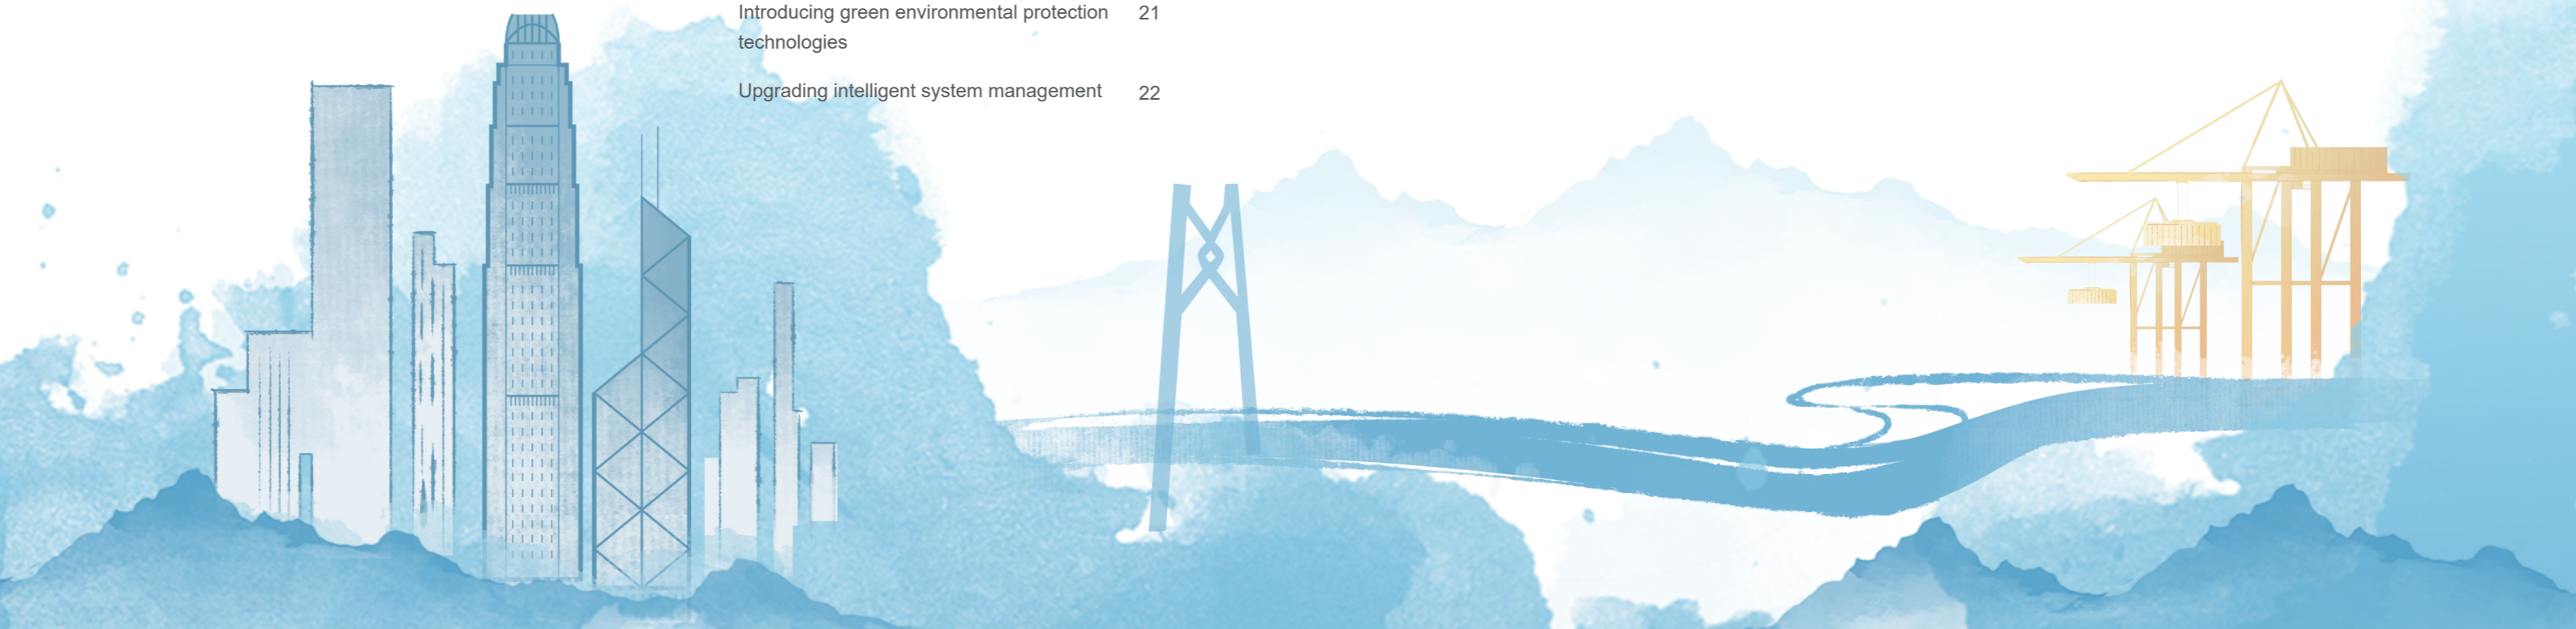 Introducing green environmental protection 21
technologies
Upgrading intelligent system management 22